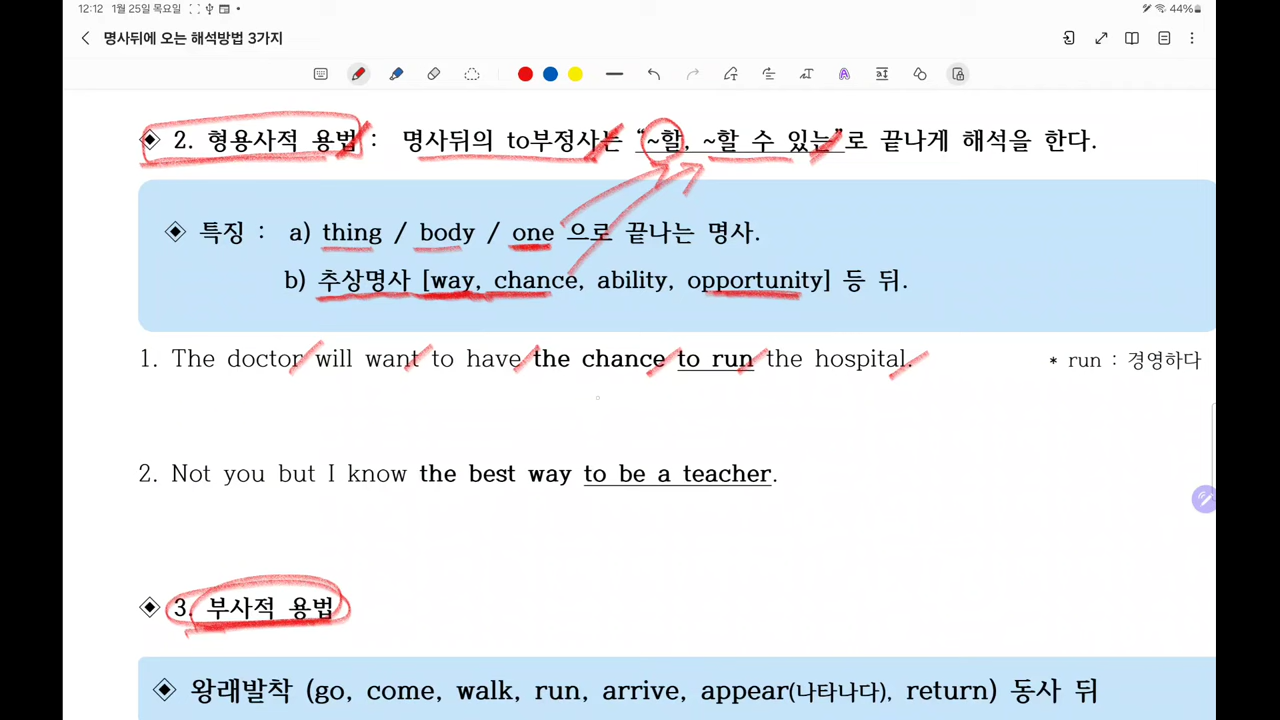 12:12 1월 25일 목요일
44%
명사뒤에 오는 해석방법 3가지
◈ 2. 형용사적 용법 : 명사뒤의 to부정사는 "~할, ~할 수 있는"로 끝나게 해석을 한다.
◈ 특징 : a) thing / body / one 으로 끝나는 명사.
b) 추상명사 [way, chance, ability, opportunity] 등 뒤.
1. The doctor will want to have the chance to run the hospital. * run : 경영하다
2. Not you but I know the best way to be a teacher.
◈ 3. 부사적 용법
◈ 왕래발착 (go, come, walk, run, arrive, appear(나타나다), return) 동사 뒤